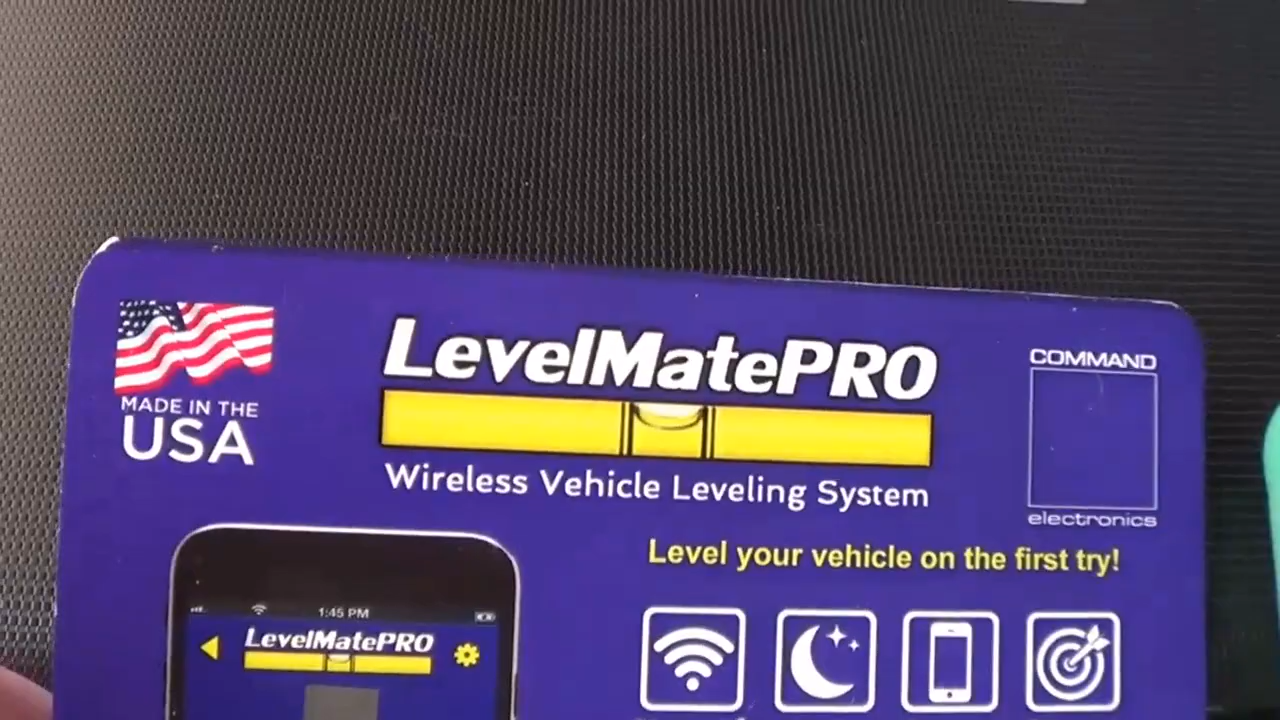 MADE IN THE
USA
LevelMatePRO
Wireless Vehicle Leveling System
COMMAND
electronics
Level your vehicle on the first try!
1:45 PM
LevelMatePRO